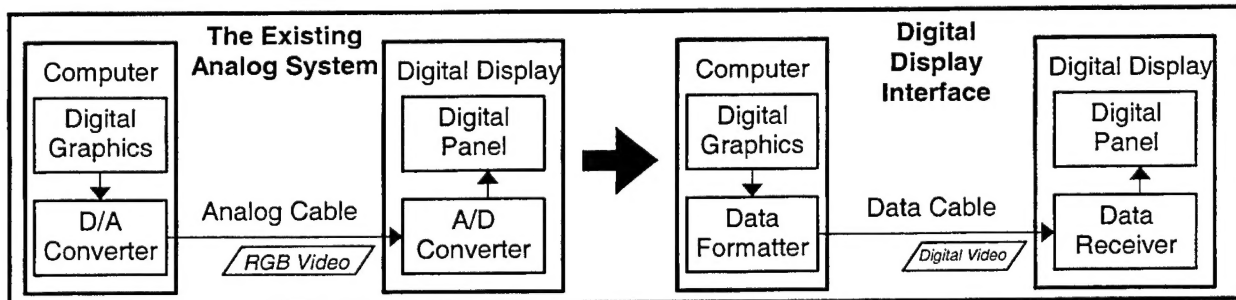 The Existing
Analog System
Computer
Digital
Graphics
D/A
Converter
Analog Cable
RGB Video
Digital Display
Digital
Panel
A/D
Converter
Digital
Display
Interface
Computer
Digital
Graphics
Data
Formatter
Data Cable
Digital Video
Digital Display
Digital
Panel
Data
Receiver